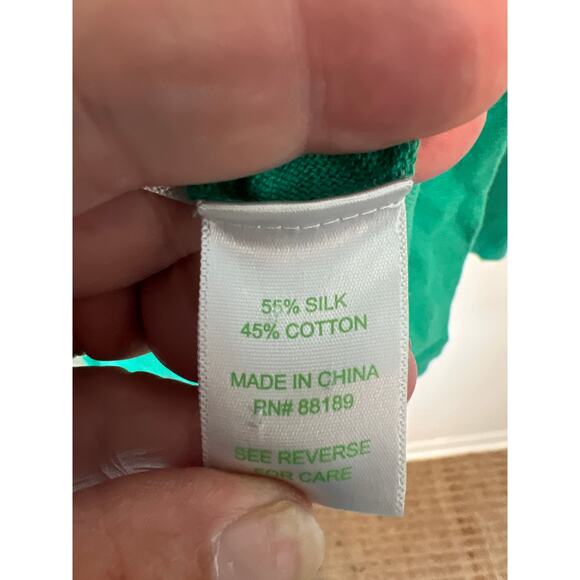 55% SILK
45% COTTON
MADE IN CHINA
RN# 88189
SEE REVERSE
FOR CARE